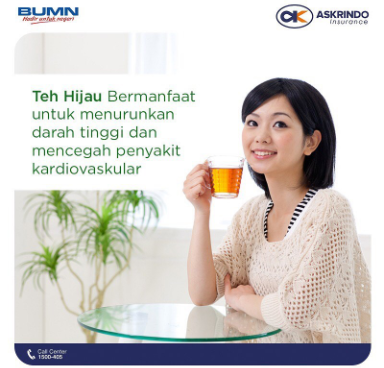 BUMN
Hadir untuk negeri
ASKRINDO
Insurance
Teh Hijau Bermanfaat
untuk menurunkan
darah tinggi dan
mencegah penyakit
kardiovaskular
Call Center
1500-405